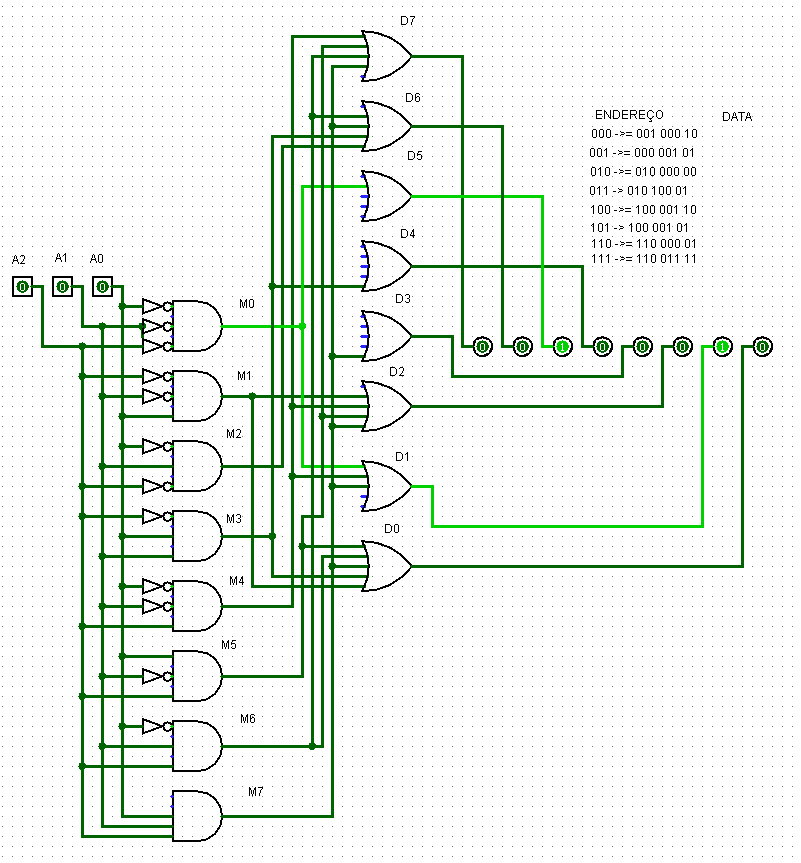 D7
D6
ENDEREÇO DATA
000 ->= 001 000 10
001 ->= 000 001 01
D5
010 ->= 010 000 00
011 -> 010 100 01
100 ->= 100 001 10
101 -> 100 001 01
D4
110 ->= 110 000 01
111 ->= 110 011 11
A2 A1 A0
0 0 0
D3
M0
0 0 1 0 0 0 1 0
M1
D2
M2
D1
M3
D0
M4
M5
M6
M7